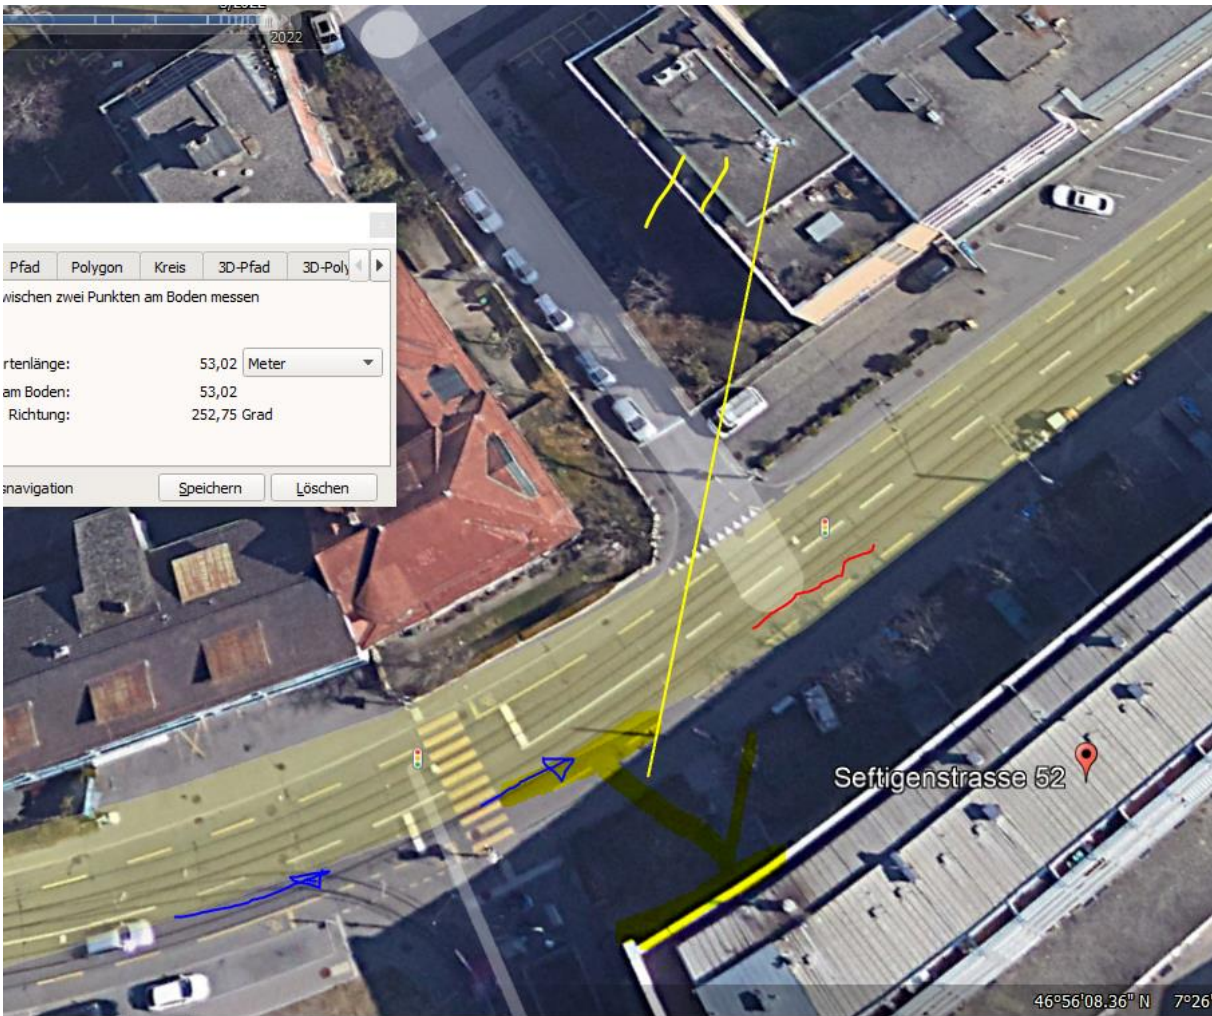 2022
Pfad Polygon Kreis 3D-Pfad 3D-Poly
wischen zwei Punkten am Boden messen
rtenlänge: 53,02 Meter
am Boden: 53,02
Richtung: 252,75 Grad
snavigation Speichern Löschen
Seftigenstrasse 52
46°56'08.36" N 7°26'